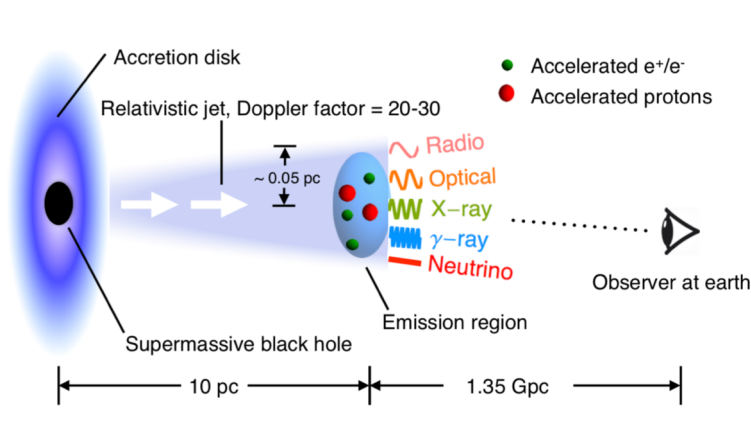 Accretion disk
Accelerated e+/e-
Accelerated protons
Relativistic jet, Doppler factor = 20-30
Radio
~ 0.05 pc
Optical
X−ray
γ−ray
Neutrino
Observer at earth
Emission region
Supermassive black hole
10 pc
1.35 Gpc